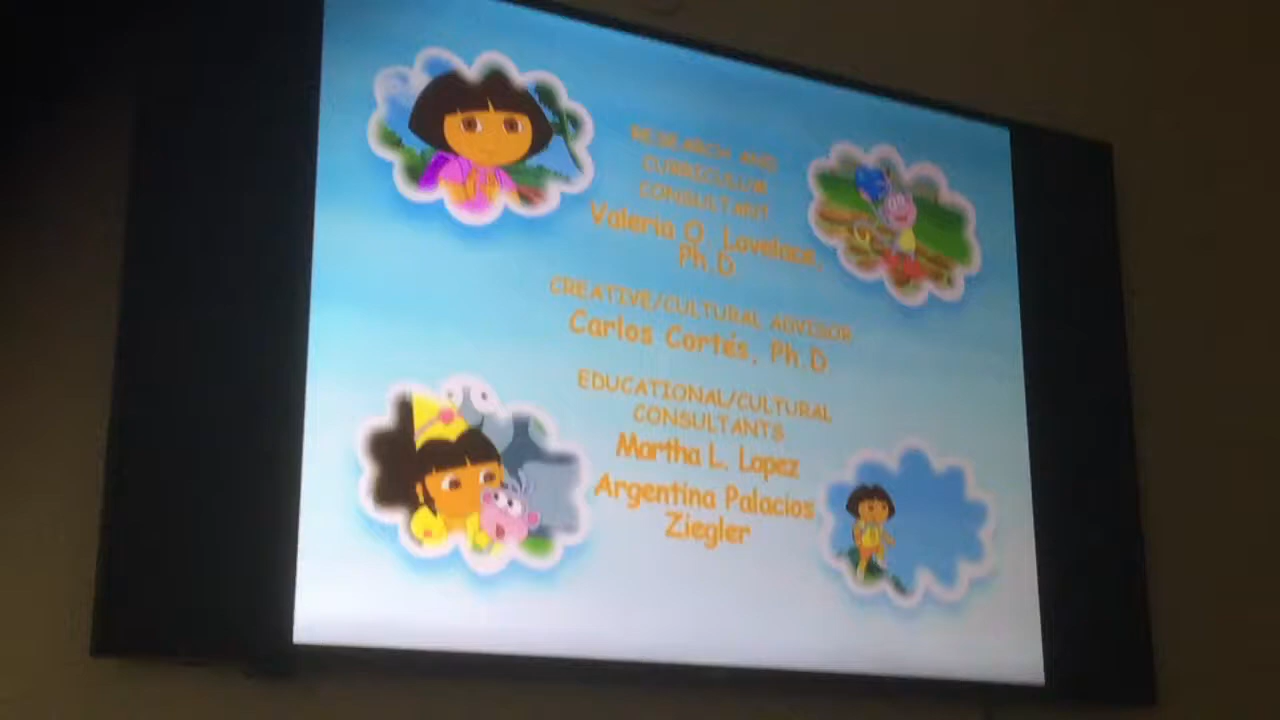 RESEARCH AND
CURRICULUM
CONSULTANT
Valeria O. Lovelace,
Ph.D
CREATIVE/CULTURAL ADVISOR
Carlos Cortés, Ph.D
EDUCATIONAL/CULTURAL
CONSULTANTS
Martha L. Lopez
Argentina Palacios
Ziegler